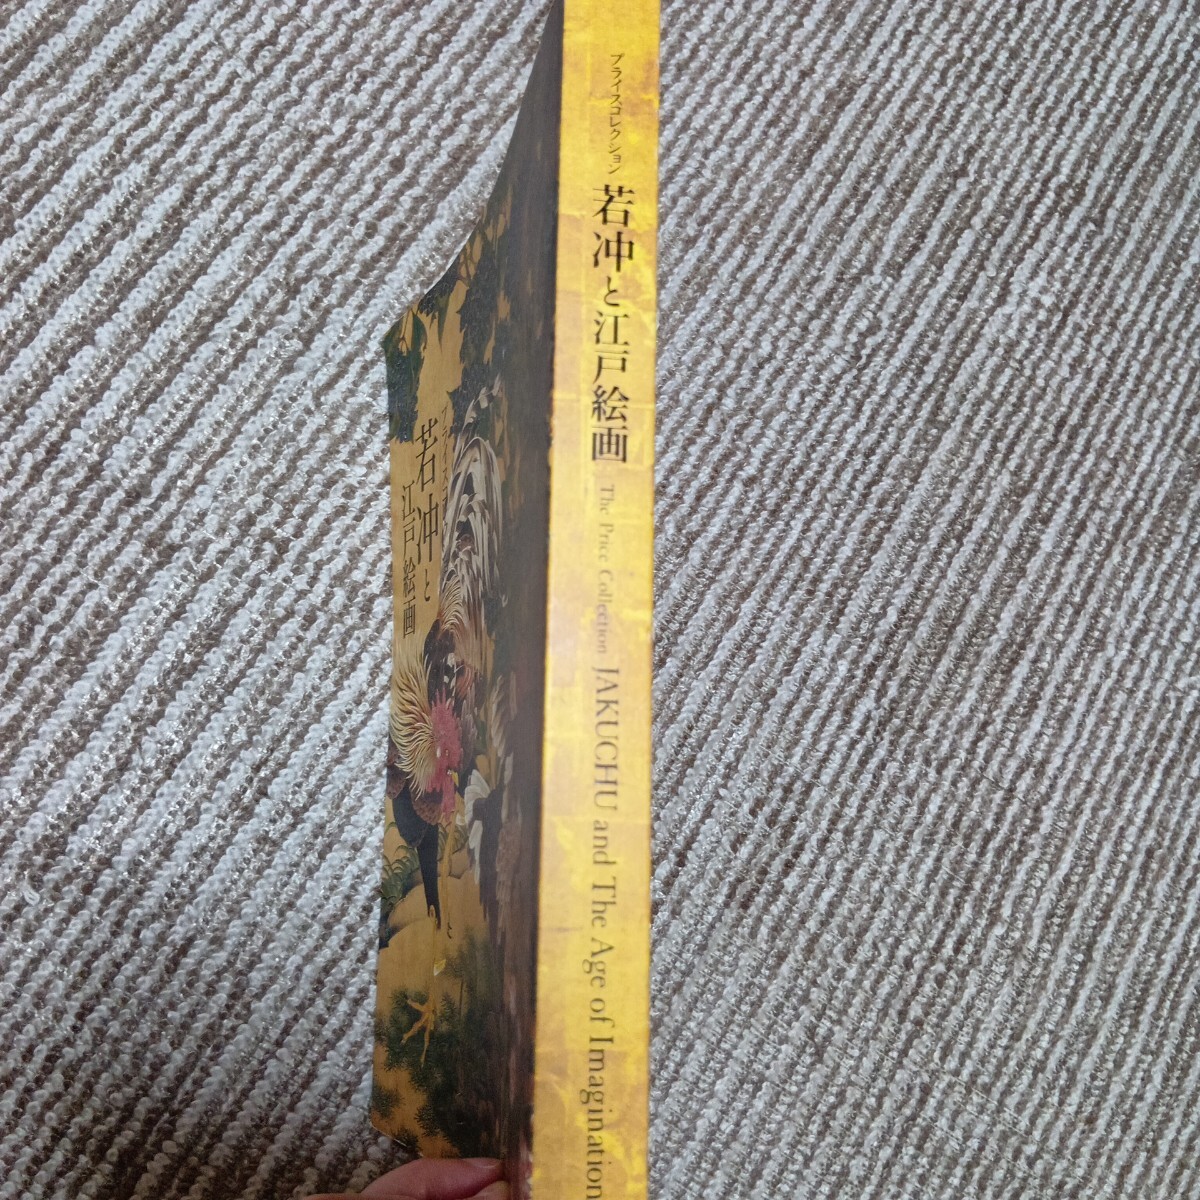 プライスコレクション
若冲と江戸絵画
The Price Collection
JAKUCHU and The Age of Imagination
若冲と
江戸絵画